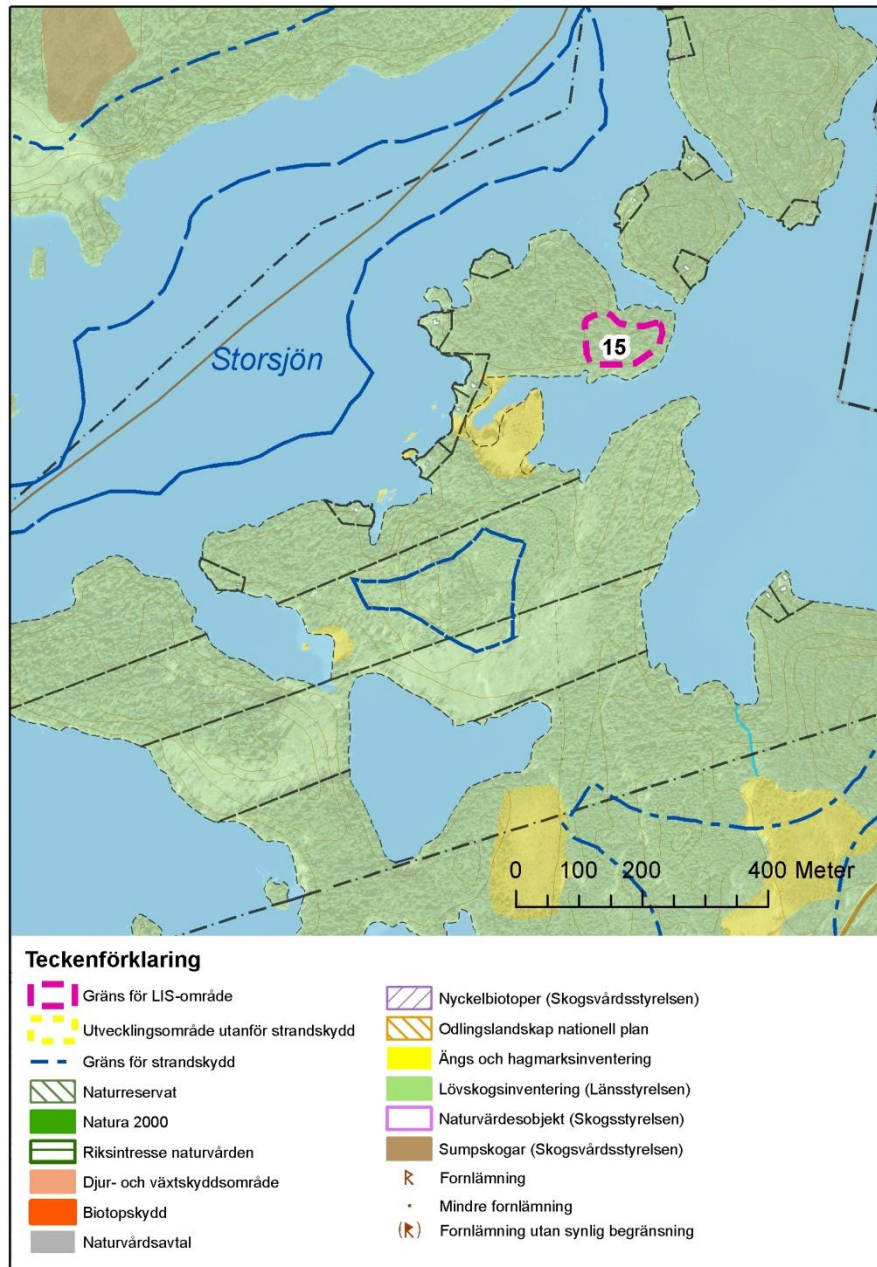 15
Storsjön
0 100 200 400 Meter
Teckenförklaring
Gräns för LIS-område
Utvecklingsområde utanför strandskydd
Gräns för strandskydd
Naturreservat
Natura 2000
Riksintresse naturvården
Djur- och växtskyddsområde
Biotopskydd
Naturvårdsavtal
Nyckelbiotoper (Skogsvårdsstyrelsen)
Odlingslandskap nationell plan
Ängs och hagmarksinventering
Lövskogsinventering (Länsstyrelsen)
Naturvärdesobjekt (Skogsstyrelsen)
Sumpskogar (Skogsvårdsstyrelsen)
R Fornlämning
Mindre fornlämning
(R) Fornlämning utan synlig begränsning